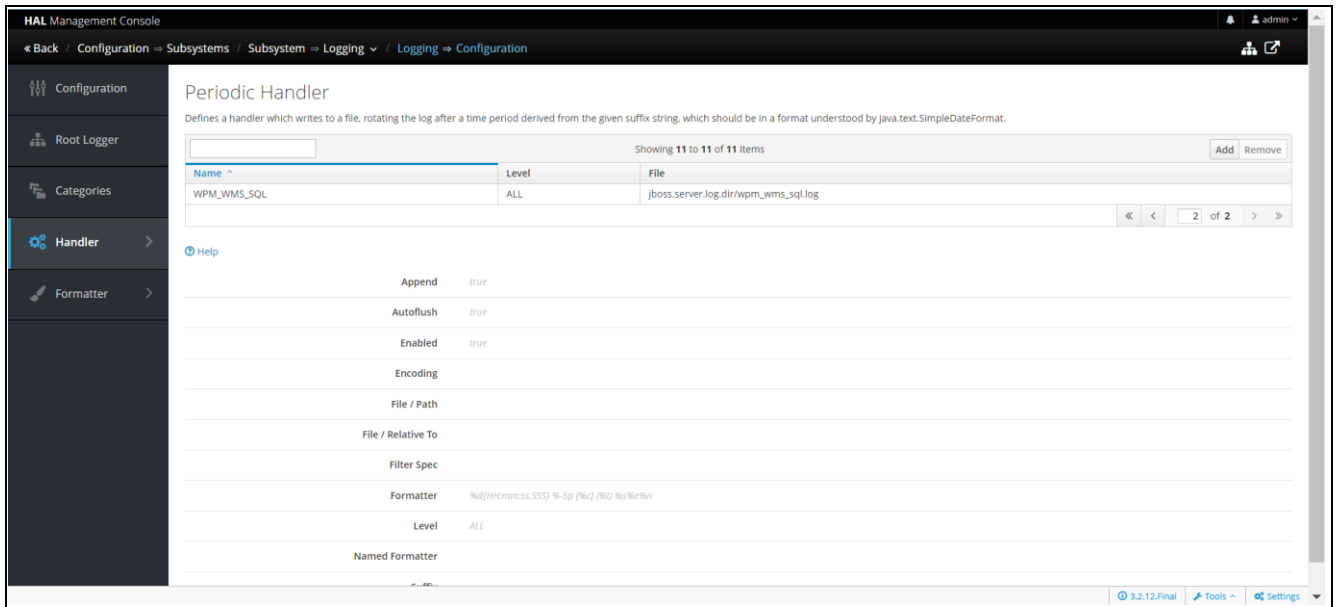 HAL Management Console
admin
« Back / Configuration ⇒ Subsystems / Subsystem ⇒ Logging / Logging ⇒ Configuration
Configuration
Root Logger
Categories
Handler
Formatter
Periodic Handler
Defines a handler which writes to a file, rotating the log after a time period derived from the given suffix string, which should be in a format understood by java.text.SimpleDateFormat.
Showing 11 to 11 of 11 Items
Add Remove
Name Level File
WPM_WMS_SQL ALL jboss.server.log.dir/wpm_wms_sql.log
« < 2 of 2 > »
Help
Append true
Autoflush true
Enabled true
Encoding
File / Path
File / Relative To
Filter Spec
Formatter %d{HH:mm:ss,SSS} %-5p [%c] (%t) %s%e%n
Level ALL
Named Formatter
Suffix
3.2.12.Final Tools Settings